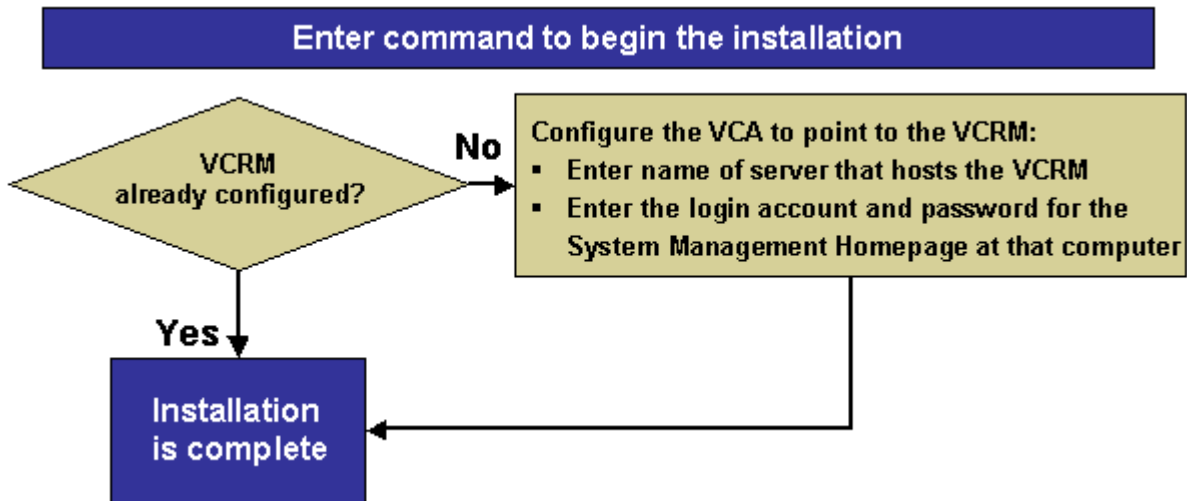 Enter command to begin the installation
VCRM
already configured?
No
Configure the VCA to point to the VCRM:
▪ Enter name of server that hosts the VCRM
▪ Enter the login account and password for the
System Management Homepage at that computer
Yes
Installation
is complete